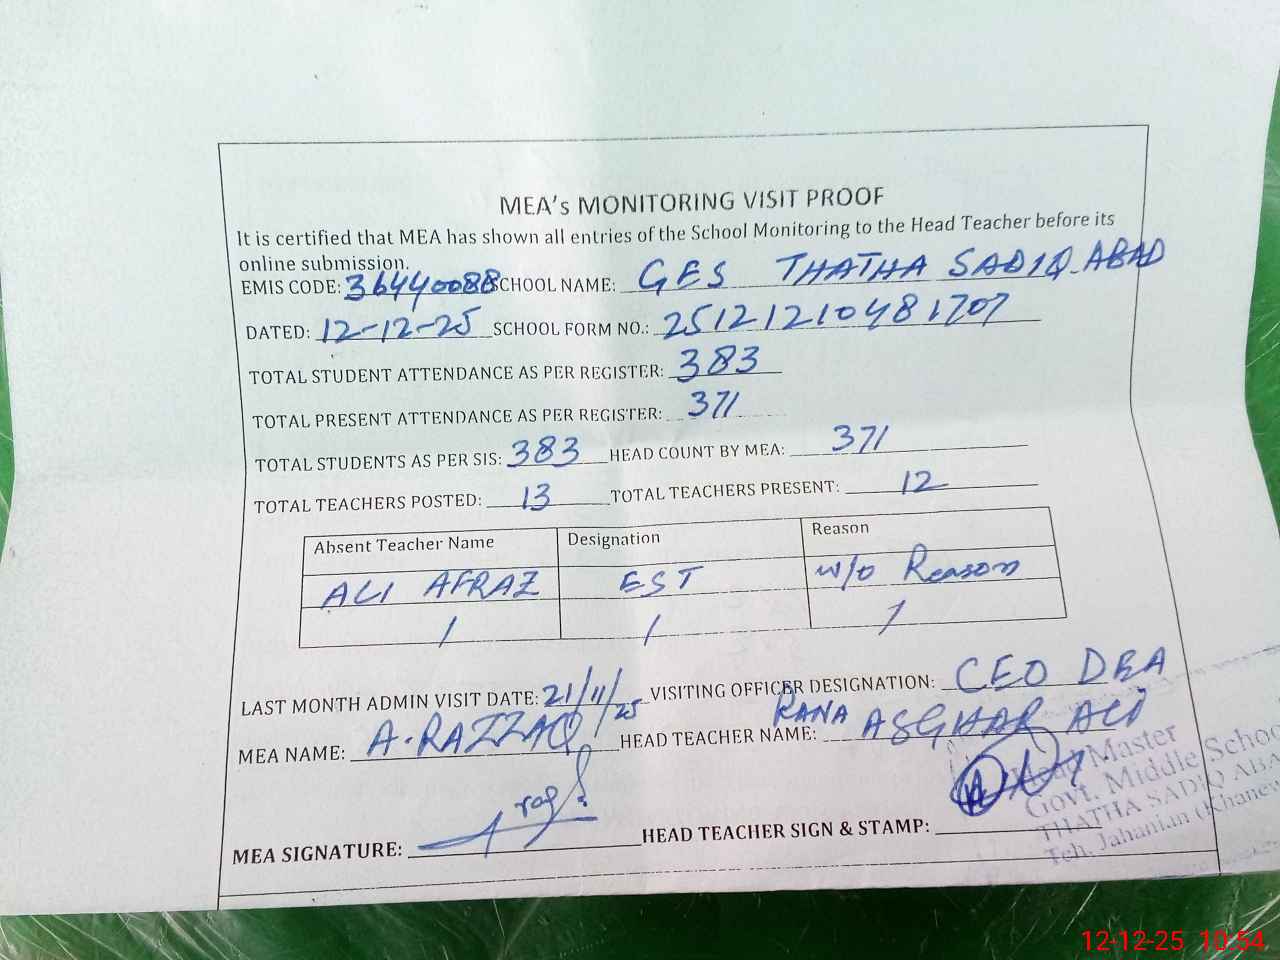 MEA's MONITORING VISIT PROOF
It is certified that MEA has shown all entries of the School Monitoring to the Head Teacher before its
online submission.
EMIS CODE: 36440088 SCHOOL NAME: GES THATHA SADIQ ABAD
DATED: 12-12-25 SCHOOL FORM NO.: 25121210481707
TOTAL STUDENT ATTENDANCE AS PER REGISTER: 383
TOTAL PRESENT ATTENDANCE AS PER REGISTER: 371
TOTAL STUDENTS AS PER SIS: 383 HEAD COUNT BY MEA: 371
TOTAL TEACHERS POSTED: 13 TOTAL TEACHERS PRESENT: 12
Absent Teacher Name Designation Reason
ALI AFRAZ EST w/o Reason
/ / /
LAST MONTH ADMIN VISIT DATE: 21/11/25 VISITING OFFICER DESIGNATION: CEO DEA
MEA NAME: A.RAZZAQ HEAD TEACHER NAME: RANA ASGHAR ALI
MEA SIGNATURE: HEAD TEACHER SIGN & STAMP:
Head Master
Govt. Middle Schoo
THATHA SADIQ ABA
Teh. Jahanian (Khanew
12-12-25 10:54